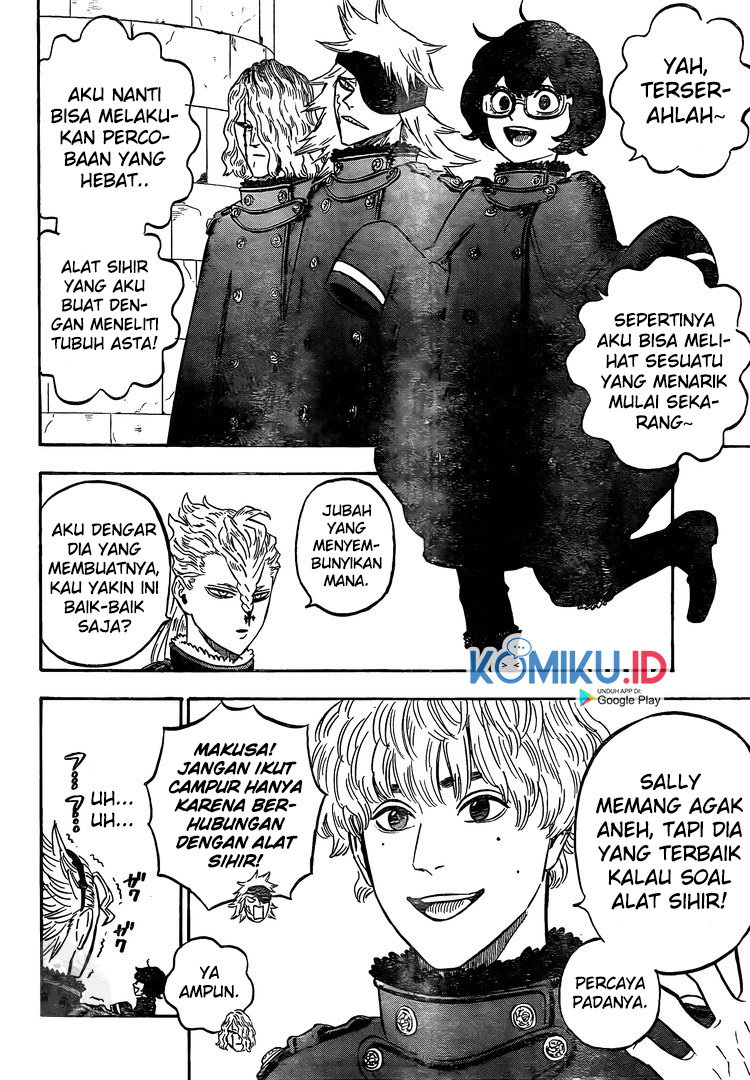 YAH,
TERSER-
AHLAH~
AKU NANTI
BISA MELAKU-
KAN PERCO-
BAAN YANG
HEBAT..
ALAT SIHIR
YANG AKU
BUAT DEN-
GAN MENELITI
TUBUH ASTA!
SEPERTINYA
AKU BISA MELI-
HAT SESUATU
YANG MENARIK
MULAI SEKA-
RANG~
JUBAH
YANG
MENYEM-
BUNYIKAN
MANA.
AKU DENGAR
DIA YANG
MEMBUATNYA,
KAU YAKIN INI
BAIK-BAIK
SAJA?
KOMIKU.ID
UNDUH APP DI:
Google Play
SALLY
MEMANG AGAK
ANEH, TAPI DIA
YANG TERBAIK
KALAU SOAL
ALAT SIHIR!
PERCAYA
PADANYA.
MAKUSA!
JANGAN IKUT
CAMPUR HANYA
KARENA BER-
HUBUNGAN
DENGAN ALAT
SIHIR!
YA
AMPUN.
UH...
UH...
ガク
ガク